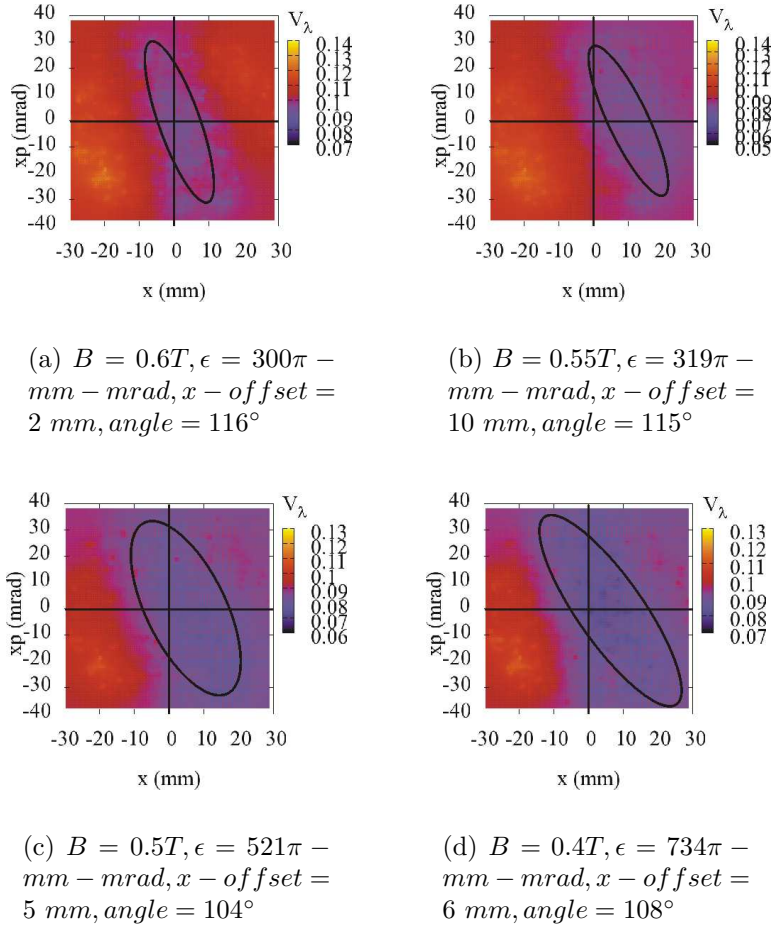 V_λ
40
30
20
10
0
-10
-20
-30
-40
xp (mrad)
-30 -20 -10 0 10 20 30
x (mm)
0.14
0.13
0.12
0.11
0.1
0.09
0.08
0.07
V_λ
40
30
20
10
0
-10
-20
-30
-40
xp (mrad)
-30 -20 -10 0 10 20 30
x (mm)
0.14
0.13
0.12
0.11
0.1
0.09
0.08
0.07
0.06
0.05
(a) B = 0.6T, ϵ = 300π −
mm − mrad, x − offset =
2 mm, angle = 116°
(b) B = 0.55T, ϵ = 319π −
mm − mrad, x − offset =
10 mm, angle = 115°
V_λ
40
30
20
10
0
-10
-20
-30
-40
xp (mrad)
-30 -20 -10 0 10 20 30
x (mm)
0.13
0.12
0.11
0.1
0.09
0.08
0.07
0.06
V_λ
40
30
20
10
0
-10
-20
-30
-40
xp (mrad)
-30 -20 -10 0 10 20 30
x (mm)
0.13
0.12
0.11
0.1
0.09
0.08
0.07
(c) B = 0.5T, ϵ = 521π −
mm − mrad, x − offset =
5 mm, angle = 104°
(d) B = 0.4T, ϵ = 734π −
mm − mrad, x − offset =
6 mm, angle = 108°